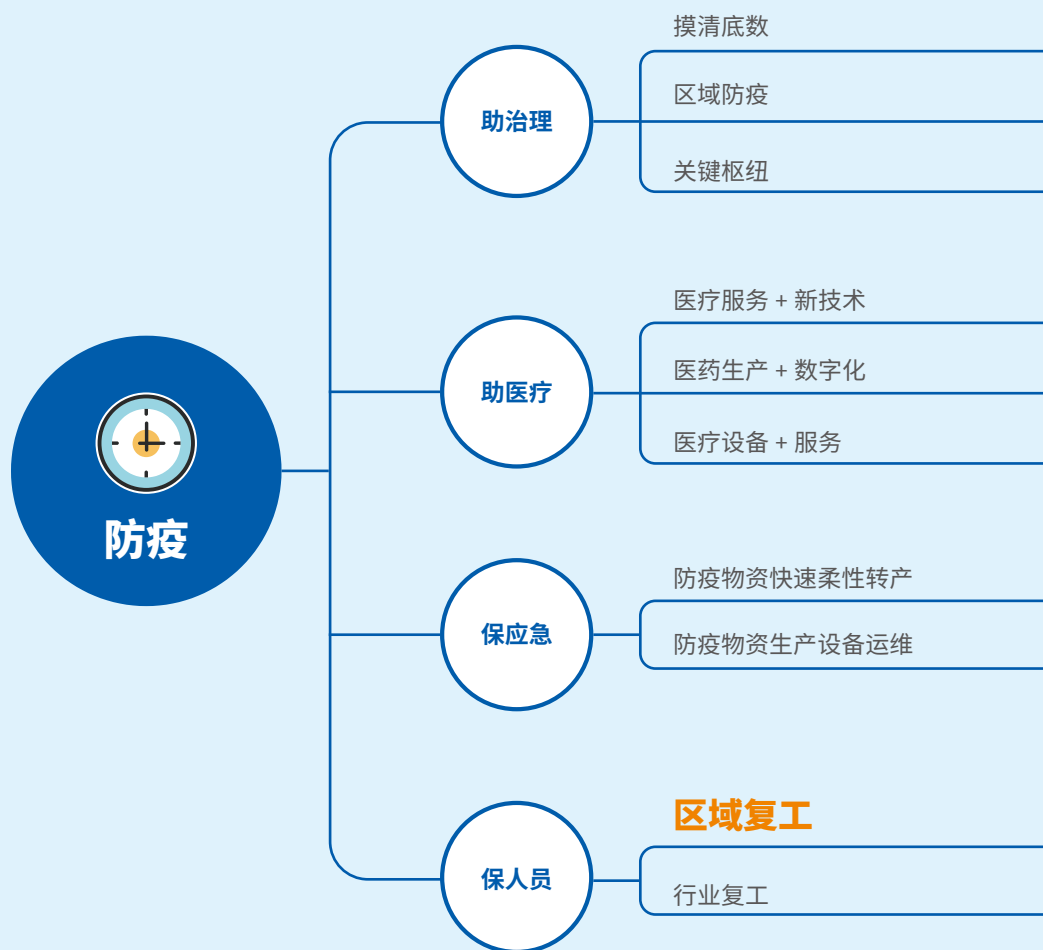 防疫
助治理
摸清底数
区域防疫
关键枢纽
助医疗
医疗服务 + 新技术
医药生产 + 数字化
医疗设备 + 服务
保应急
防疫物资快速柔性转产
防疫物资生产设备运维
保人员
区域复工
行业复工